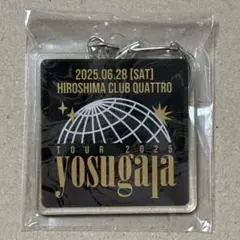 2025.06.28 [SAT]
HIROSHIMA CLUB QUATTRO
TOUR 2025
yosugala